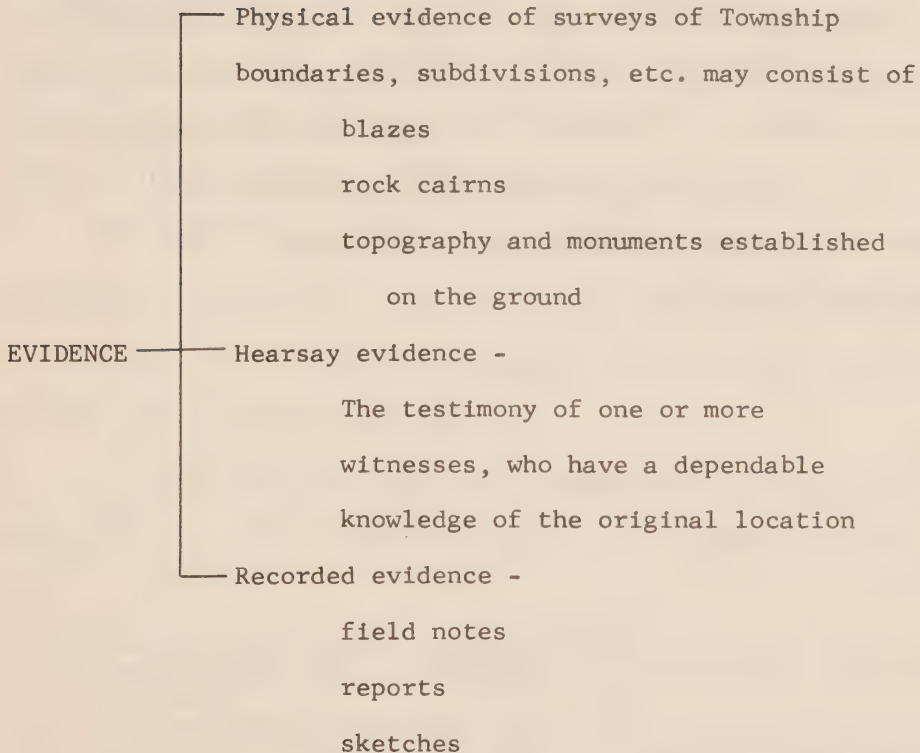 Physical evidence of surveys of Township
boundaries, subdivisions, etc. may consist of
blazes
rock cairns
topography and monuments established
on the ground
EVIDENCE
Hearsay evidence -
The testimony of one or more
witnesses, who have a dependable
knowledge of the original location
Recorded evidence -
field notes
reports
sketches